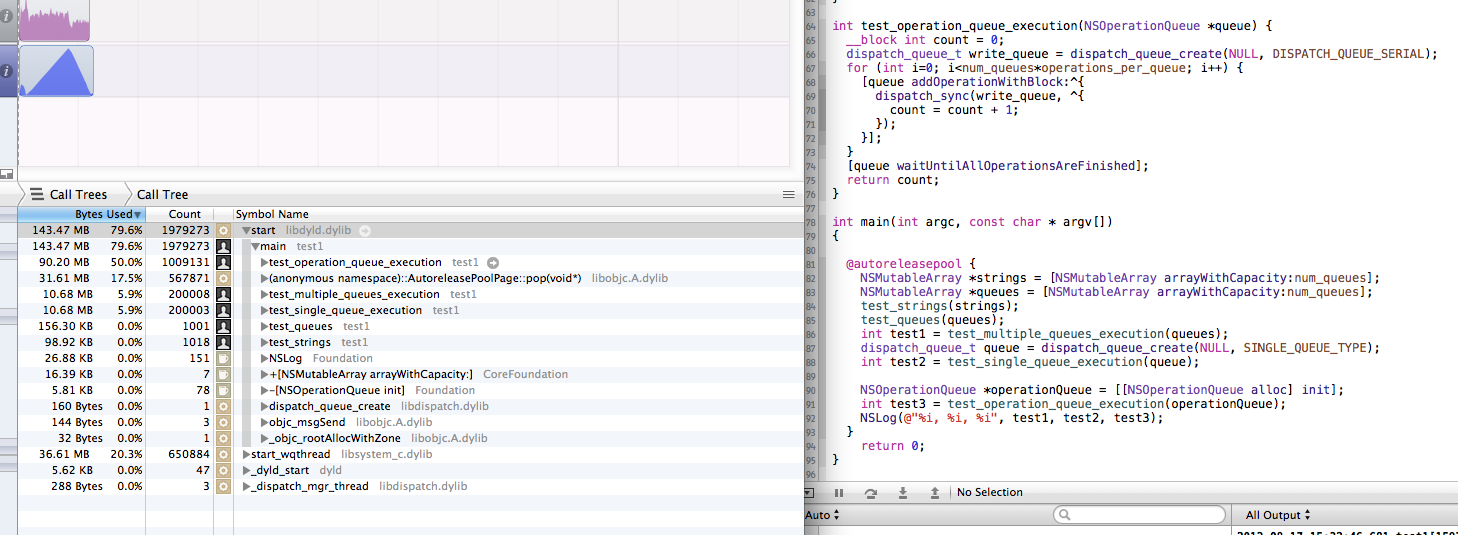 Call Trees Call Tree
Bytes Used Count Symbol Name
143.47 MB 79.6% 1979273 start libdyld.dylib
143.47 MB 79.6% 1979273 main test1
90.20 MB 50.0% 1009131 test_operation_queue_execution test1
31.61 MB 17.5% 567871 (anonymous namespace)::AutoreleasePoolPage::pop(void*) libobjc.A.dylib
10.68 MB 5.9% 200008 test_multiple_queues_execution test1
10.68 MB 5.9% 200003 test_single_queue_execution test1
156.30 KB 0.0% 1001 test_queues test1
98.92 KB 0.0% 1018 test_strings test1
26.88 KB 0.0% 151 NSLog Foundation
16.39 KB 0.0% 7 +[NSMutableArray arrayWithCapacity:] CoreFoundation
5.81 KB 0.0% 78 -[NSOperationQueue init] Foundation
160 Bytes 0.0% 1 dispatch_queue_create libdispatch.dylib
144 Bytes 0.0% 3 objc_msgSend libobjc.A.dylib
32 Bytes 0.0% 1 _objc_rootAllocWithZone libobjc.A.dylib
36.61 MB 20.3% 650884 start_wqthread libsystem_c.dylib
5.62 KB 0.0% 47 _dyld_start dyld
288 Bytes 0.0% 3 _dispatch_mgr_thread libdispatch.dylib
63
64 int test_operation_queue_execution(NSOperationQueue *queue) {
65 __block int count = 0;
66 dispatch_queue_t write_queue = dispatch_queue_create(NULL, DISPATCH_QUEUE_SERIAL);
67 for (int i=0; i<num_queues*operations_per_queue; i++) {
68 [queue addOperationWithBlock:^{
69 dispatch_sync(write_queue, ^{
70 count = count + 1;
71 });
72 }];
73 }
74 [queue waitUntilAllOperationsAreFinished];
75 return count;
76 }
77
78 int main(int argc, const char * argv[])
79 {
80
81 @autoreleasepool {
82 NSMutableArray *strings = [NSMutableArray arrayWithCapacity:num_queues];
83 NSMutableArray *queues = [NSMutableArray arrayWithCapacity:num_queues];
84 test_strings(strings);
85 test_queues(queues);
86 int test1 = test_multiple_queues_execution(queues);
87 dispatch_queue_t queue = dispatch_queue_create(NULL, SINGLE_QUEUE_TYPE);
88 int test2 = test_single_queue_execution(queue);
89
90 NSOperationQueue *operationQueue = [[NSOperationQueue alloc] init];
91 int test3 = test_operation_queue_execution(operationQueue);
92 NSLog(@"%i, %i, %i", test1, test2, test3);
93 }
94 return 0;
95 }
96
No Selection
Auto
All Output